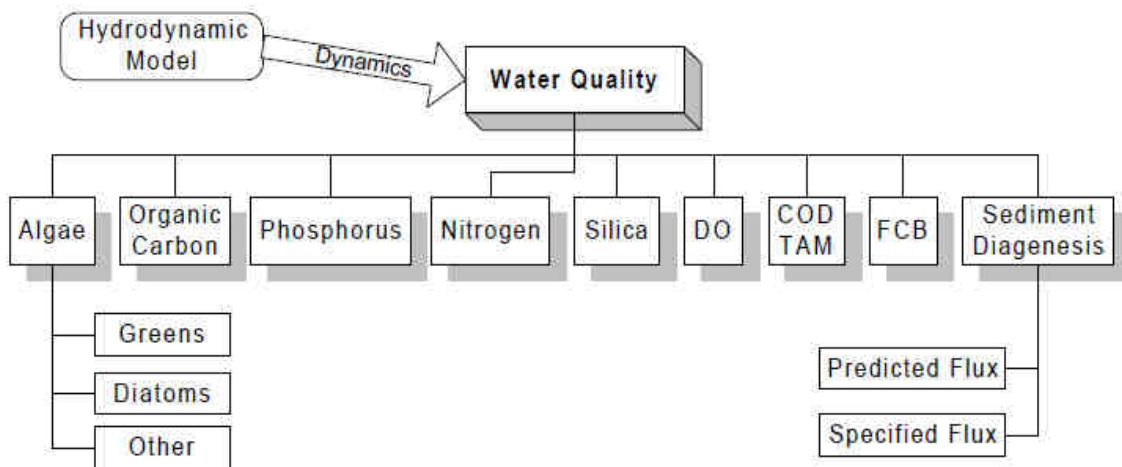 Hydrodynamic
Model
Dynamics
Water Quality
Algae
Organic
Carbon
Phosphorus
Nitrogen
Silica
DO
COD
TAM
FCB
Sediment
Diagenesis
Greens
Diatoms
Other
Predicted Flux
Specified Flux